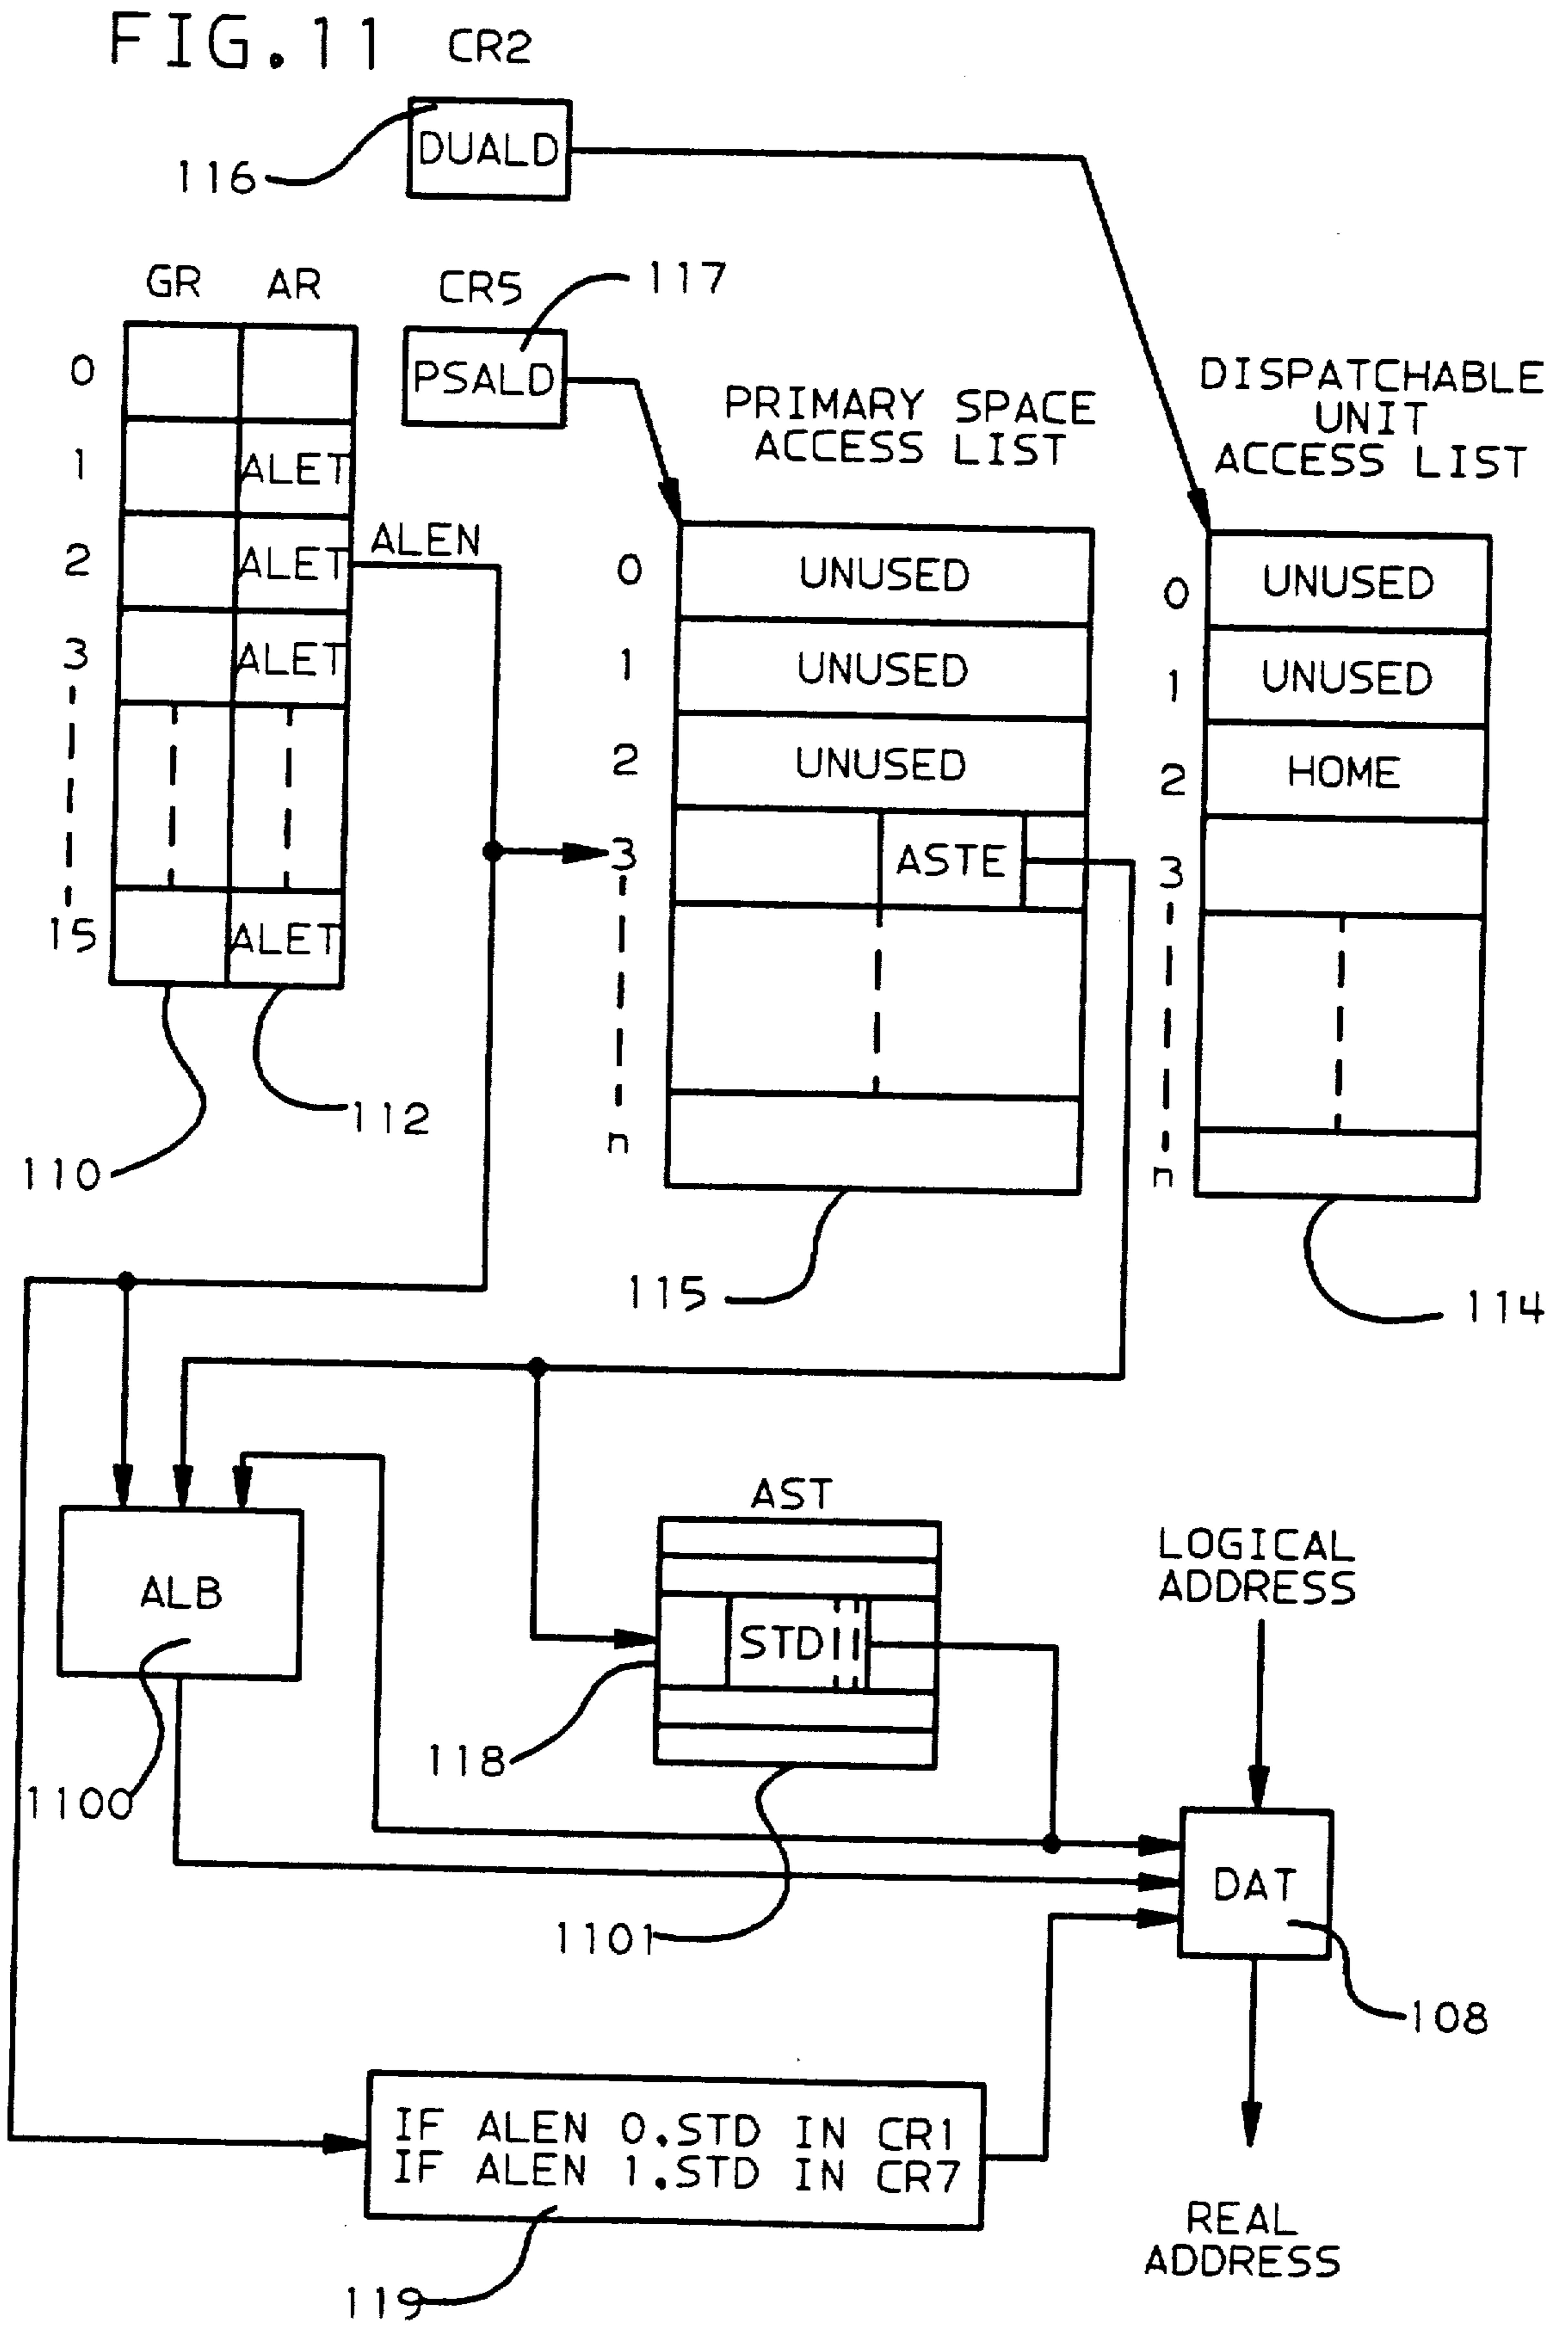 FIG.11
CR2
DUALD
116
GR
AR
CR5
117
PSALD
0
1
ALET
2
ALET
ALEN
3
ALET
15
ALET
110
112
PRIMARY SPACE
ACCESS LIST
0
UNUSED
1
UNUSED
2
UNUSED
3
ASTE
n
115
DISPATCHABLE
UNIT
ACCESS LIST
0
UNUSED
1
UNUSED
2
HOME
3
n
114
ALB
1100
AST
STD
118
1101
LOGICAL
ADDRESS
DAT
108
IF ALEN 0.STD IN CR1
IF ALEN 1.STD IN CR7
119
REAL
ADDRESS